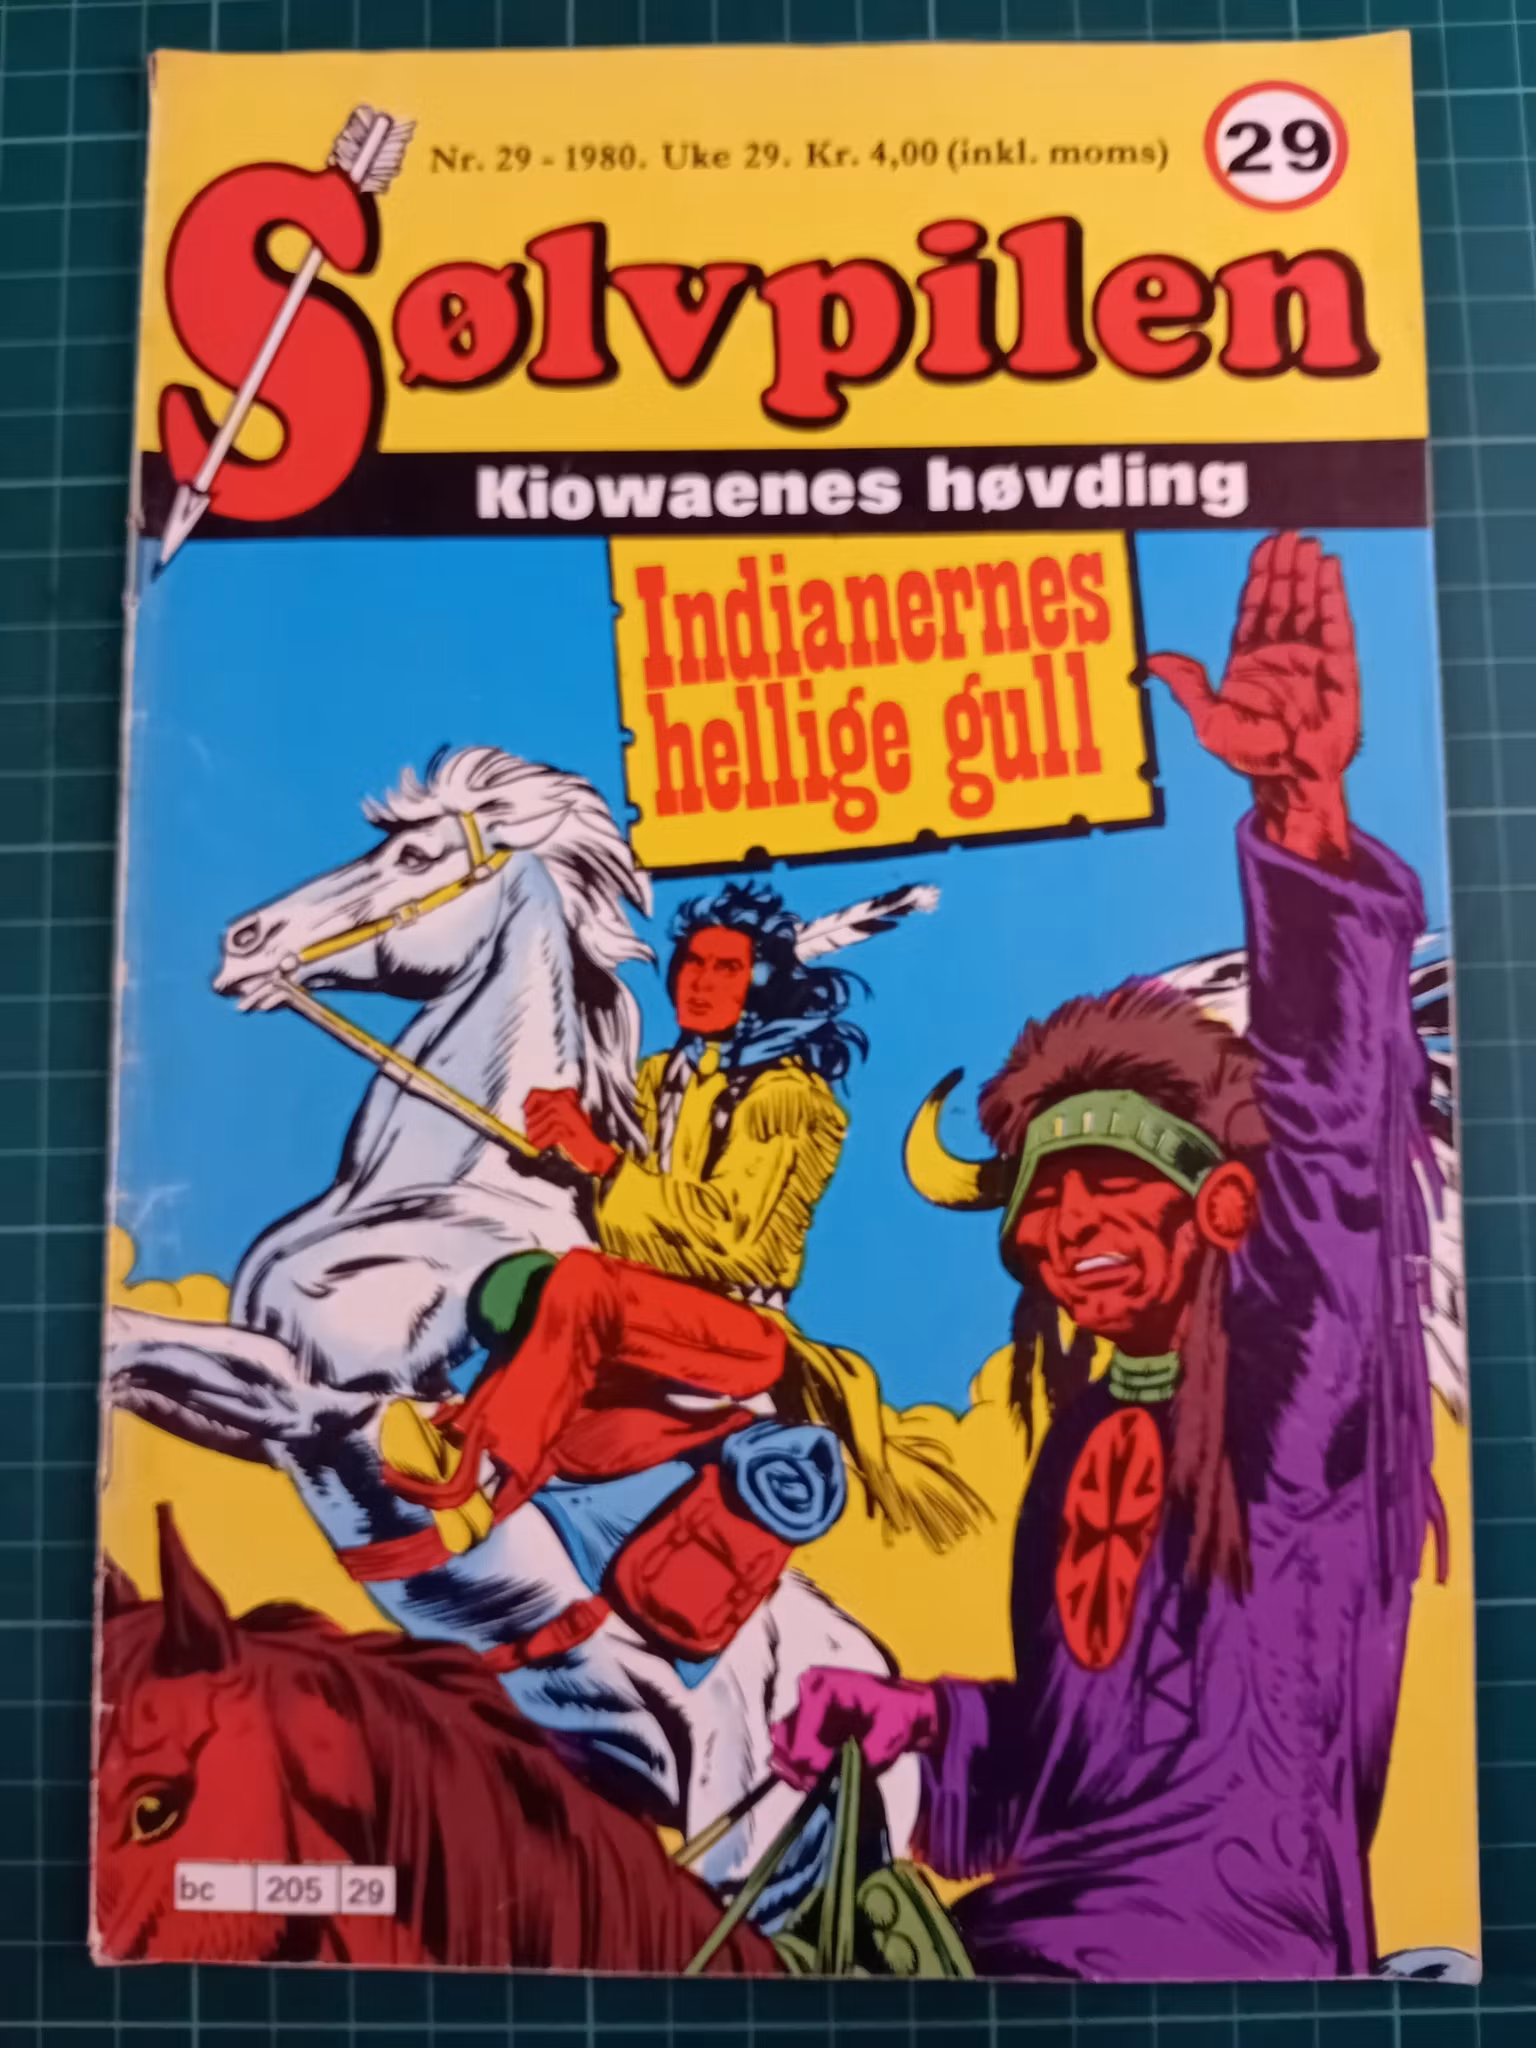 Nr. 29 - 1980. Uke 29. Kr. 4,00 (inkl. moms)
29
Sølvpilen
Kiowaenes høvding
Indianernes
hellige gull
bc 205 29